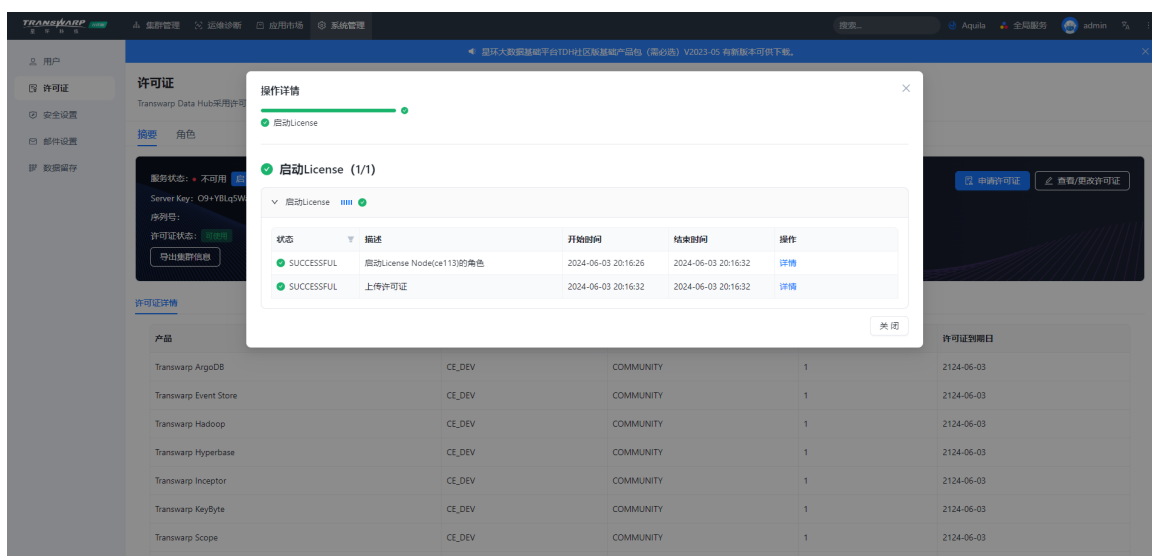 TRANSWARP
星环科技
集群管理 运维诊断 应用市场 系统管理 搜索... Aquila 全局服务 admin
星环大数据基础平台TDH社区版基础产品包（需必选）V2023-05 有新版本可供下载。
用户
许可证
安全设置
邮件设置
数据留存
许可证
Transwarp Data Hub采用许可
摘要 角色
服务状态: 不可用 启
Server Key: O9+YBLq5W
序列号:
许可证状态: 可使用
导出集群信息
申请许可证 查看/更改许可证
操作详情
启动License
启动License (1/1)
启动License
状态 描述 开始时间 结束时间 操作
SUCCESSFUL 启动License Node(ce113)的角色 2024-06-03 20:16:26 2024-06-03 20:16:32 详情
SUCCESSFUL 上传许可证 2024-06-03 20:16:32 2024-06-03 20:16:32 详情
关 闭
许可证详情
产品 许可证到期日
Transwarp ArgoDB CE_DEV COMMUNITY 1 2124-06-03
Transwarp Event Store CE_DEV COMMUNITY 1 2124-06-03
Transwarp Hadoop CE_DEV COMMUNITY 1 2124-06-03
Transwarp Hyperbase CE_DEV COMMUNITY 1 2124-06-03
Transwarp Inceptor CE_DEV COMMUNITY 1 2124-06-03
Transwarp KeyByte CE_DEV COMMUNITY 1 2124-06-03
Transwarp Scope CE_DEV COMMUNITY 1 2124-06-03